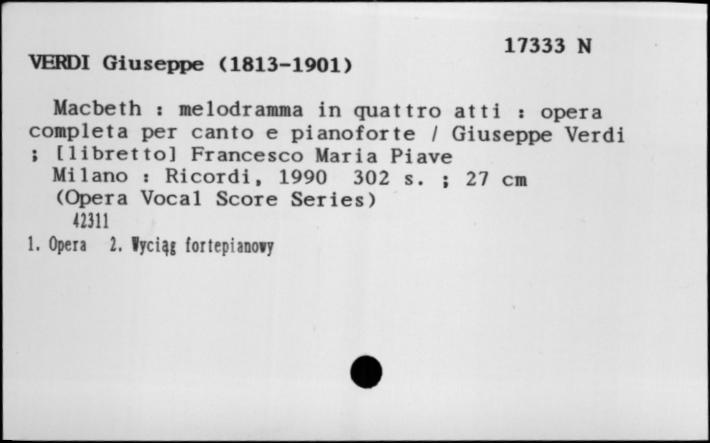 17333 N
VERDI Giuseppe (1813-1901)
Macbeth : melodramma in quattro atti : opera
completa per canto e pianoforte / Giuseppe Verdi
; [libretto] Francesco Maria Piave
Milano : Ricordi, 1990 302 s. ; 27 cm
(Opera Vocal Score Series)
42311
1. Opera 2. Wyciąg fortepianowy